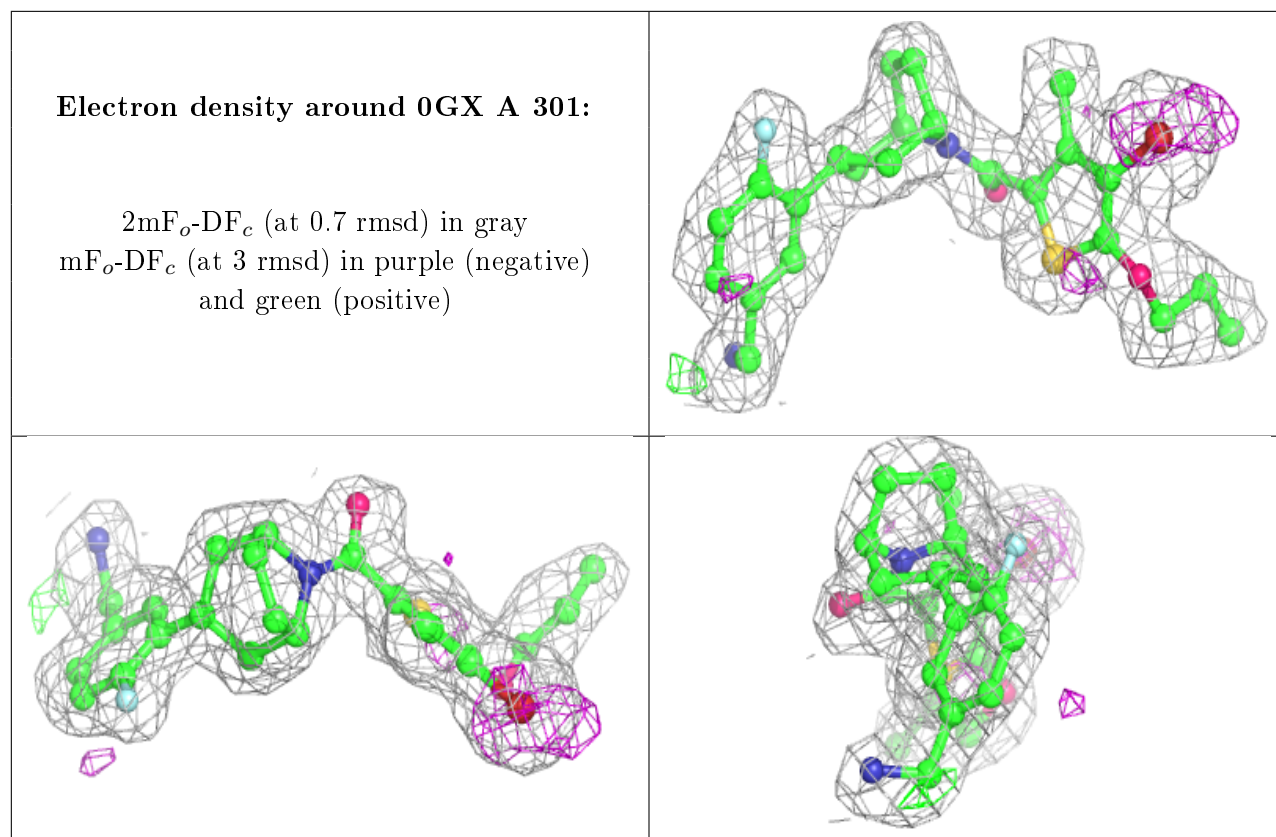 Electron density around 0GX A 301:
2mFₒ-DF𝒸 (at 0.7 rmsd) in gray
mFₒ-DF𝒸 (at 3 rmsd) in purple (negative)
and green (positive)